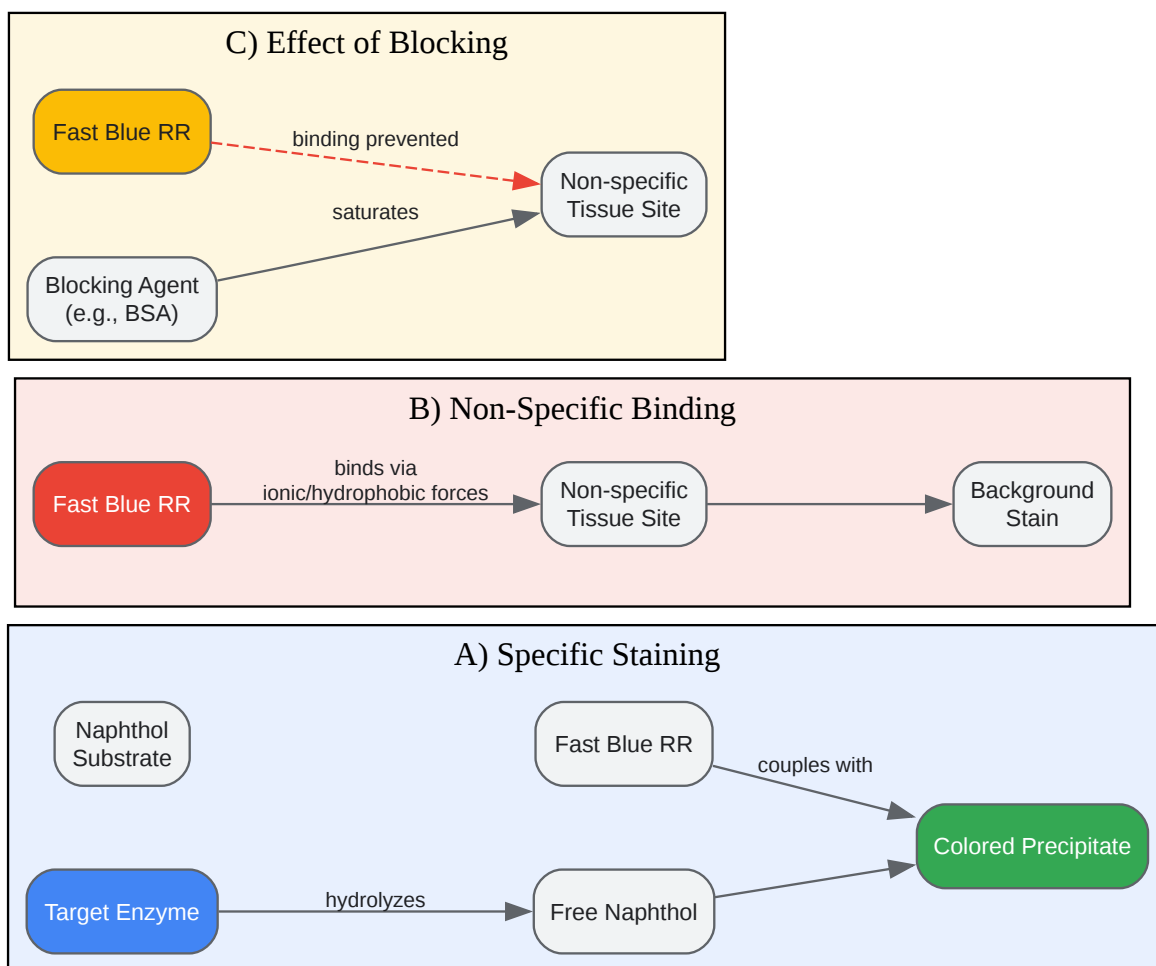 C) Effect of Blocking
Fast Blue RR
binding prevented
Non-specific
Tissue Site
saturates
Blocking Agent
(e.g., BSA)
B) Non-Specific Binding
Fast Blue RR
binds via
ionic/hydrophobic forces
Non-specific
Tissue Site
Background
Stain
A) Specific Staining
Naphthol
Substrate
Fast Blue RR
couples with
Colored Precipitate
Target Enzyme
hydrolyzes
Free Naphthol